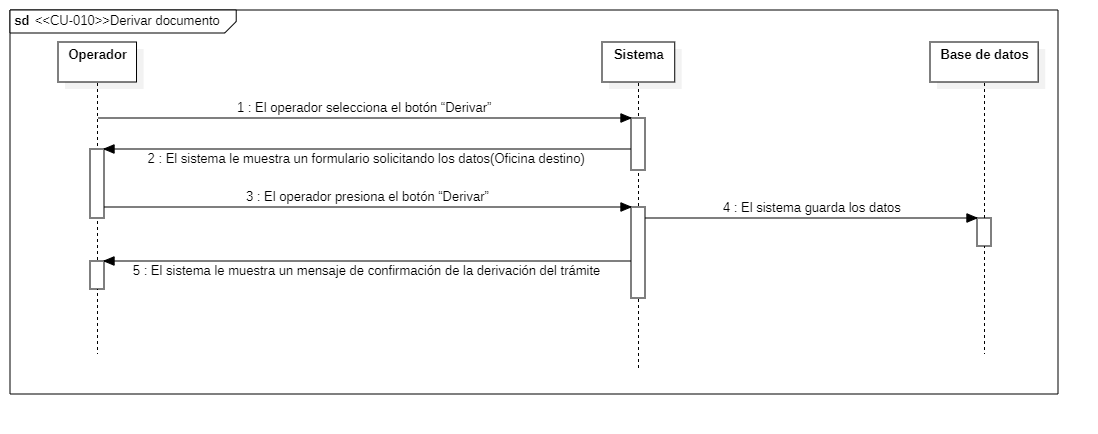 sd <<CU-010>>Derivar documento
Operador
Sistema
Base de datos
1 : El operador selecciona el botón “Derivar”
2 : El sistema le muestra un formulario solicitando los datos(Oficina destino)
3 : El operador presiona el botón “Derivar”
4 : El sistema guarda los datos
5 : El sistema le muestra un mensaje de confirmación de la derivación del trámite